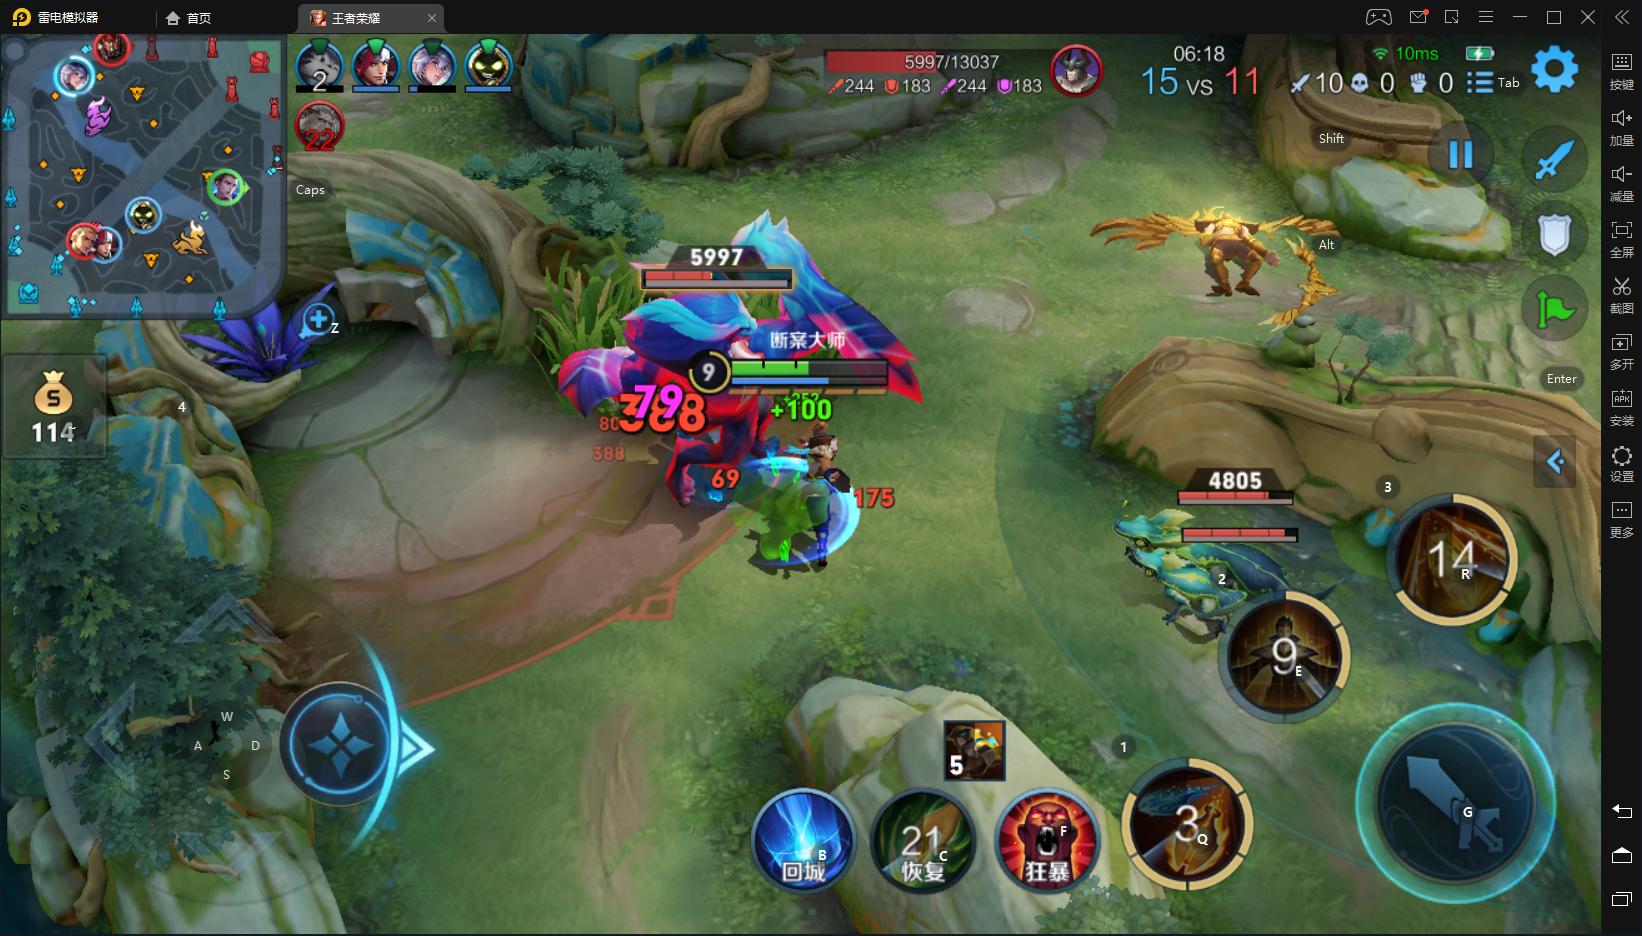 雷电模拟器
首页
王者荣耀
2
22
Caps
5997/13037
244 183 244 183
06:18
15 vs 11
10ms
10 0 0
Tab
Shift
Alt
Enter
Z
4
114
5997
断案大师
9
+100
79
388
80
388
69
175
4805
3
14
R
2
9
E
1
3
Q
G
W
A
D
S
5
B
回城
21
C
恢复
F
狂暴
按键
加量
减量
全屏
截图
多开
APK
安装
设置
更多